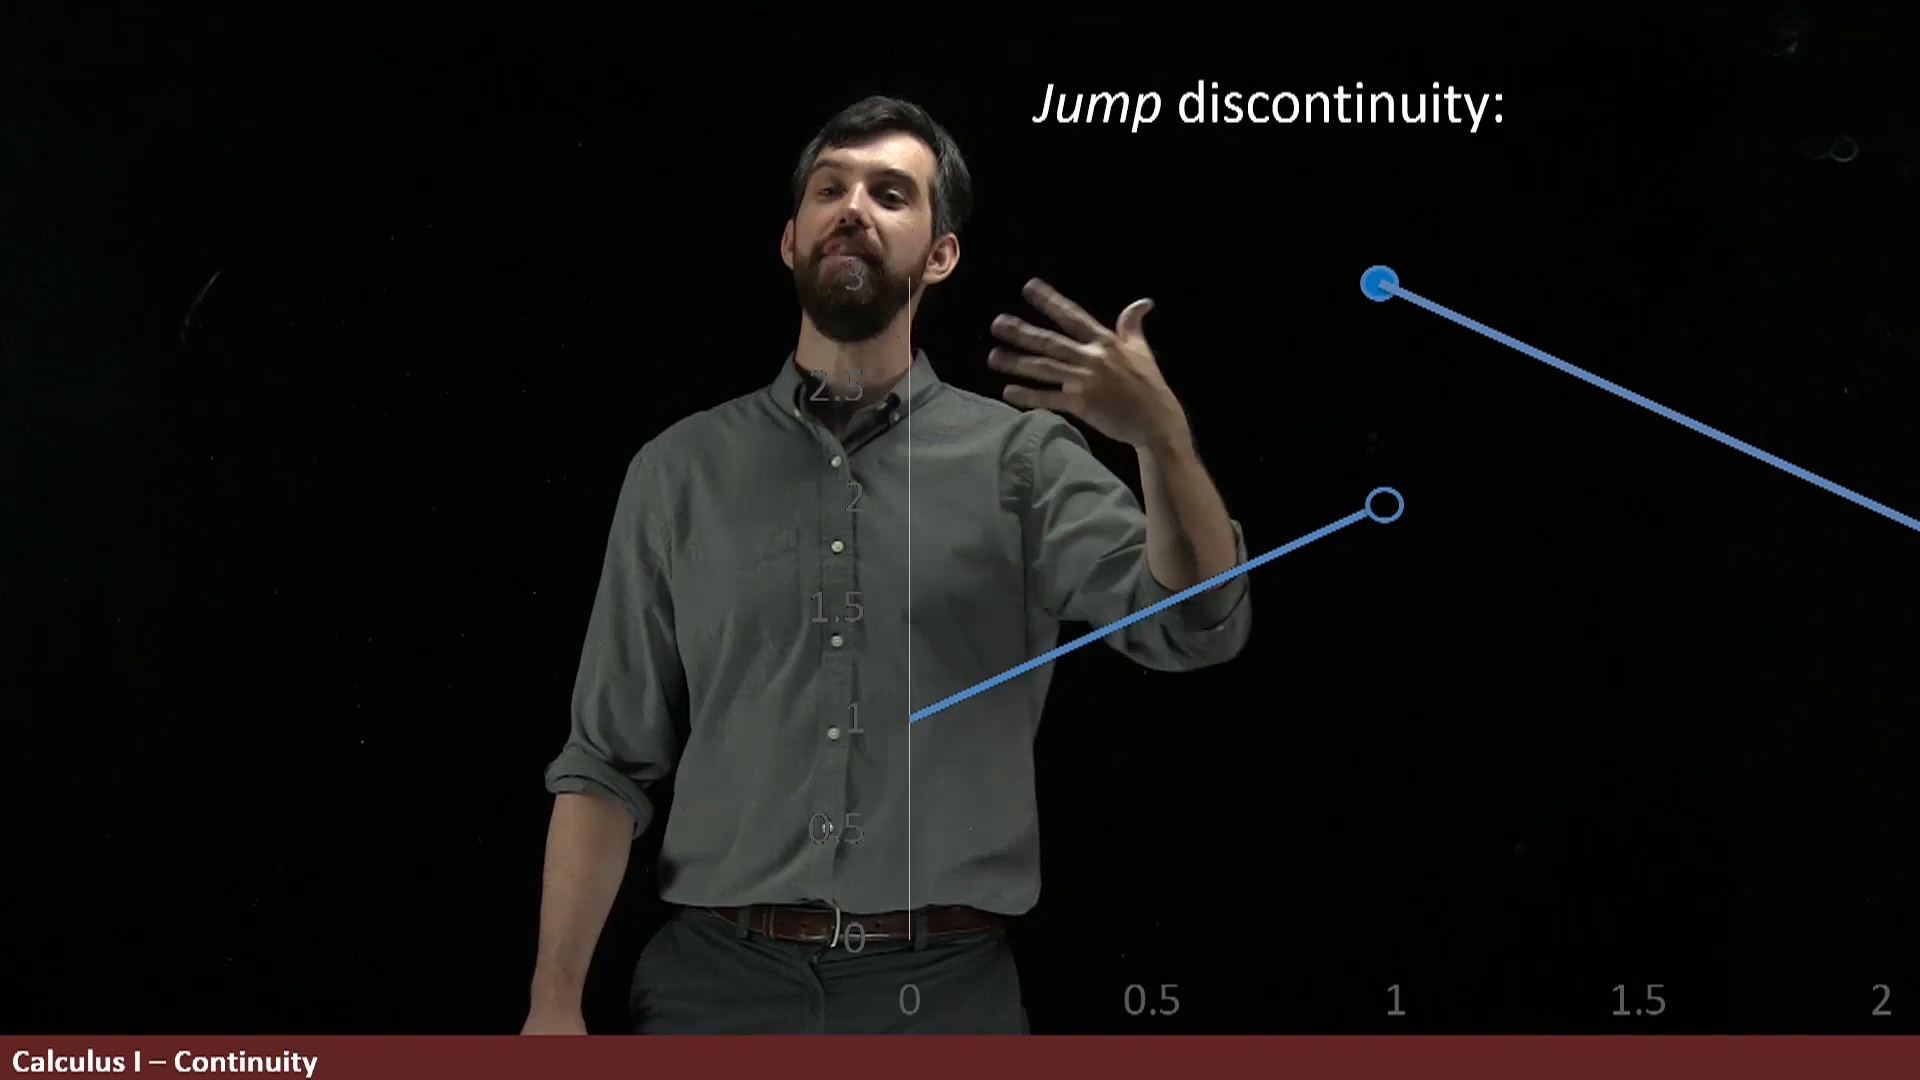 Jump discontinuity:
3
2.5
2
1.5
1
0.5
0
0 0.5 1 1.5 2
Calculus I – Continuity